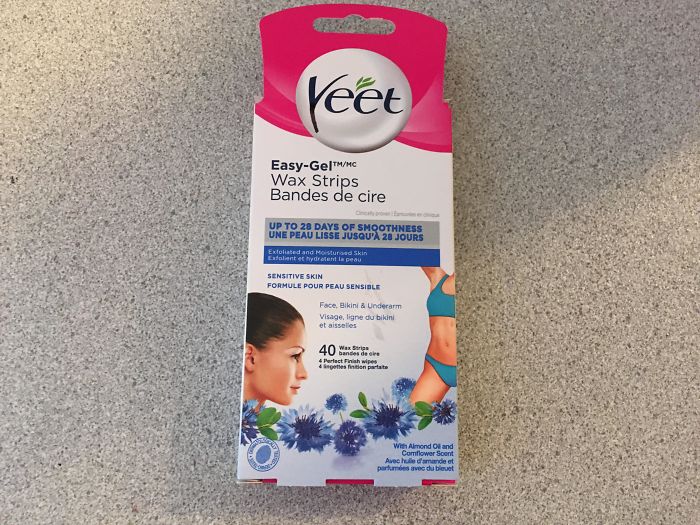 Veet
Easy-Gel™/MC
Wax Strips
Bandes de cire
Clinically proven | Éprouvées en clinique
UP TO 28 DAYS OF SMOOTHNESS
UNE PEAU LISSE JUSQU'À 28 JOURS
Exfoliated and Moisturised Skin
Exfolient et hydratent la peau
SENSITIVE SKIN
FORMULE POUR PEAU SENSIBLE
Face, Bikini & Underarm
Visage, ligne du bikini
et aisselles
40 Wax Strips
bandes de cire
4 Perfect Finish wipes
4 lingettes finition parfaite
With Almond Oil and
Cornflower Scent
Avec huile d'amande et
parfumées avec du bleuet